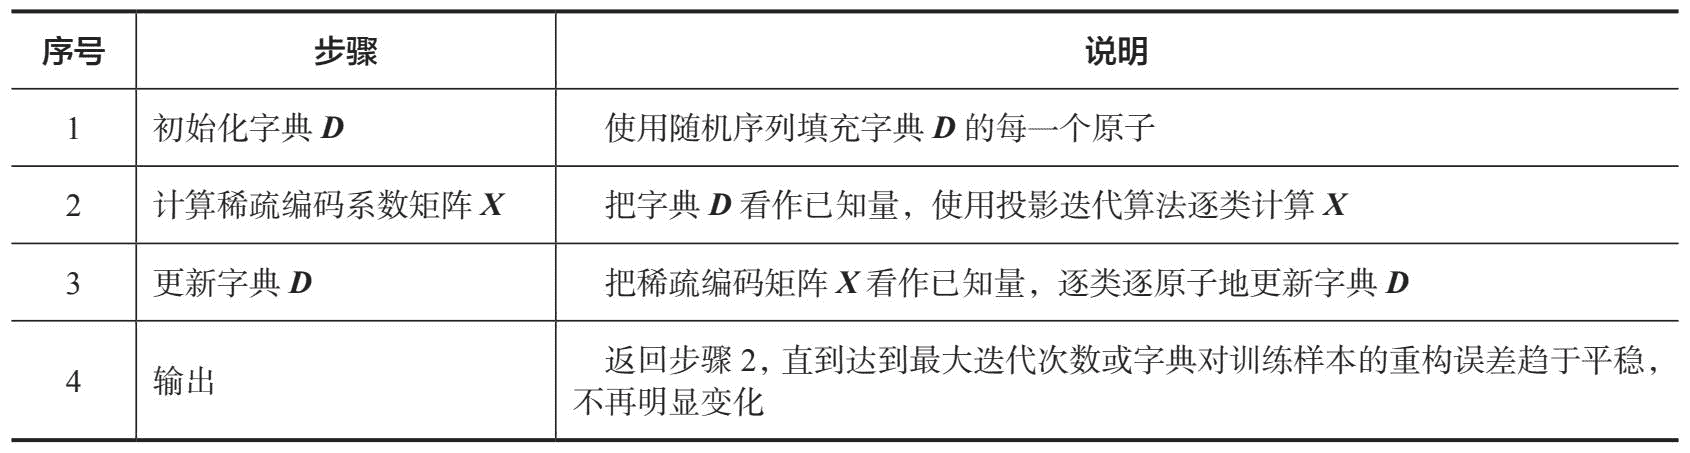 序号 步骤 说明
1 初始化字典 D 使用随机序列填充字典 D 的每一个原子
2 计算稀疏编码系数矩阵 X 把字典 D 看作已知量，使用投影迭代算法逐类计算 X
3 更新字典 D 把稀疏编码矩阵 X 看作已知量，逐类逐原子地更新字典 D
4 输出 返回步骤 2，直到达到最大迭代次数或字典对训练样本的重构误差趋于平稳，
不再明显变化